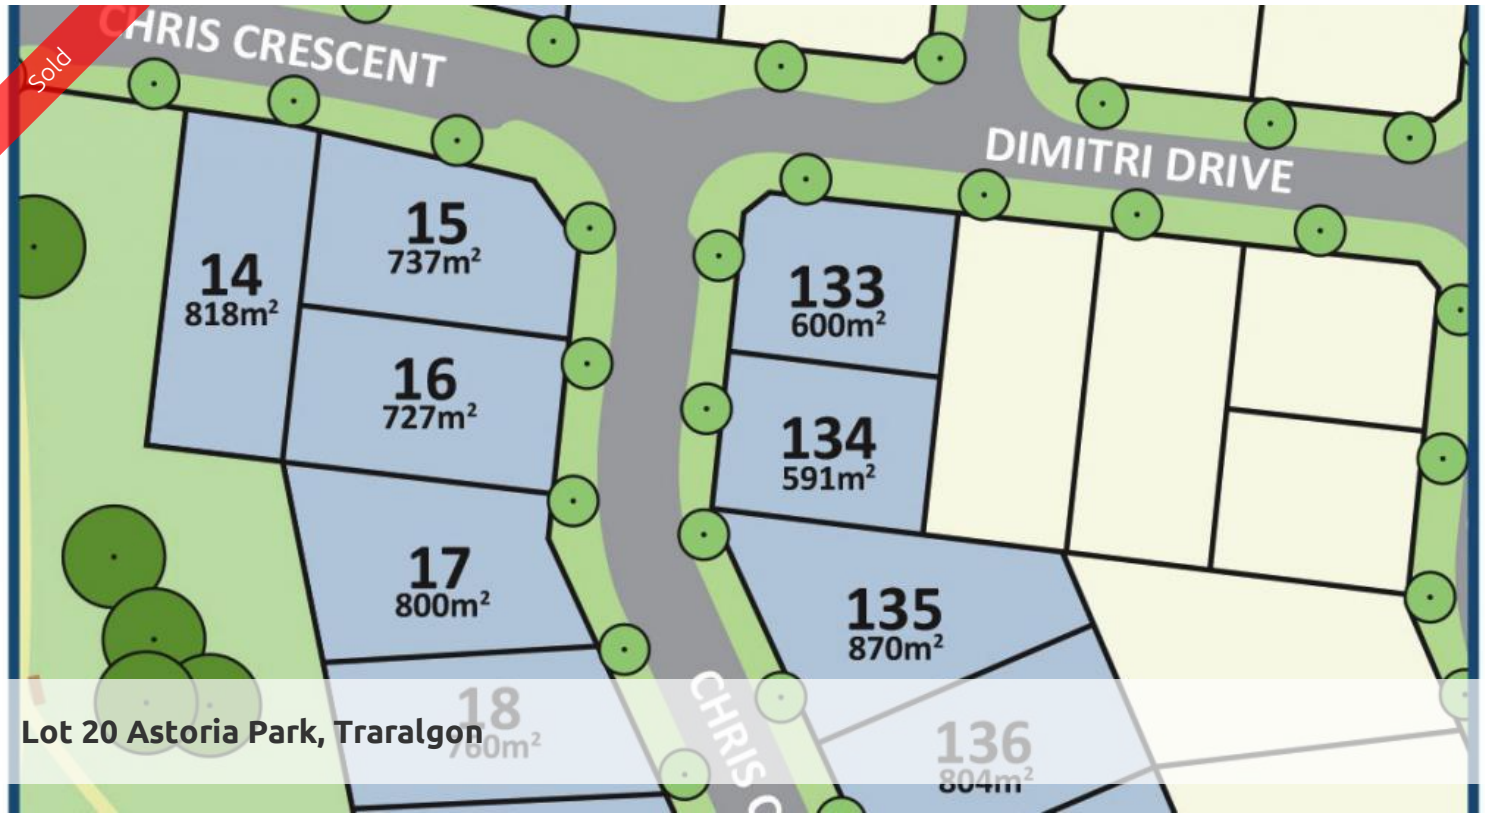 CHRIS CRESCENT
Sold
DIMITRI DRIVE
15
737m²
14
818m²
133
600m²
16
727m²
134
591m²
17
800m²
135
870m²
18
760m²
136
804m²
CHRIS C
Lot 20 Astoria Park, Traralgon